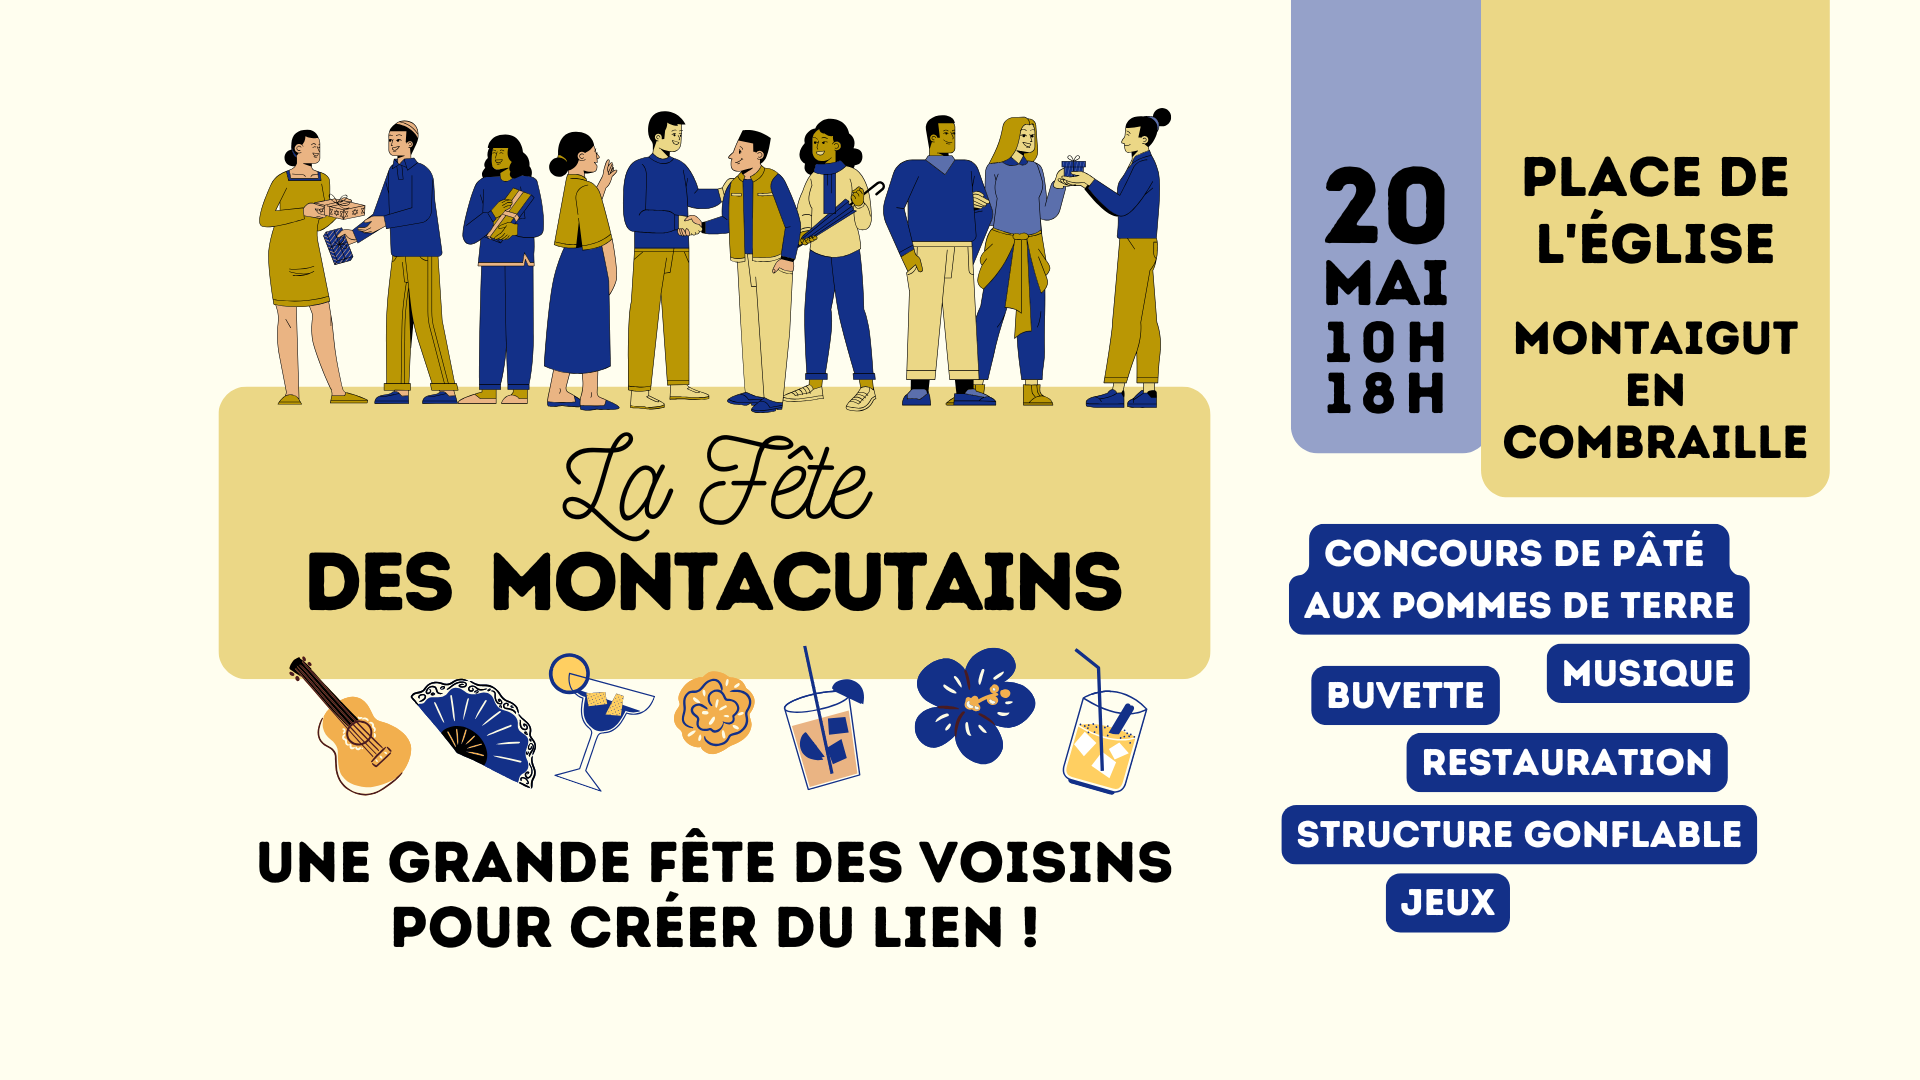 La Fête
DES MONTACUTAINS
UNE GRANDE FÊTE DES VOISINS
POUR CRÉER DU LIEN !
20
MAI
10H
18H
PLACE DE
L'ÉGLISE
MONTAIGUT
EN
COMBRAILLE
CONCOURS DE PÂTÉ
AUX POMMES DE TERRE
MUSIQUE
BUVETTE
RESTAURATION
STRUCTURE GONFLABLE
JEUX